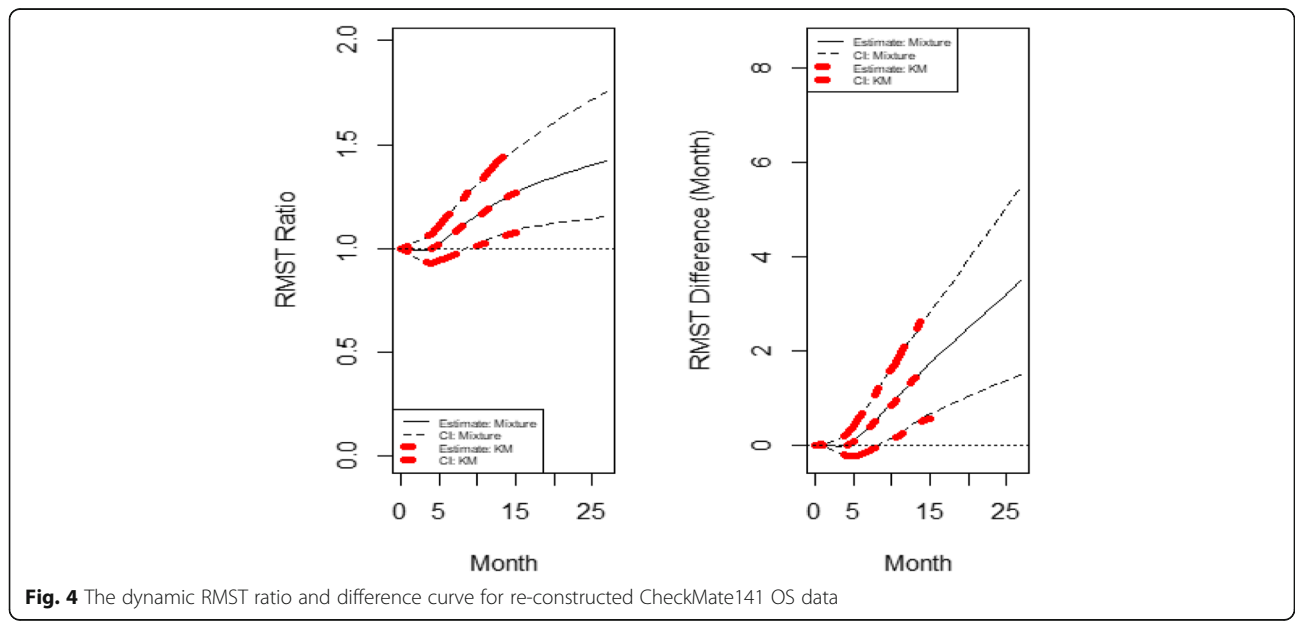 RMST Ratio
2.0
1.5
1.0
0.5
0.0
Estimate: Mixture
CI: Mixture
Estimate: KM
CI: KM
0 5 15 25
Month
RMST Difference (Month)
8
6
4
2
0
Estimate: Mixture
CI: Mixture
Estimate: KM
CI: KM
0 5 15 25
Month
Fig. 4 The dynamic RMST ratio and difference curve for re-constructed CheckMate141 OS data